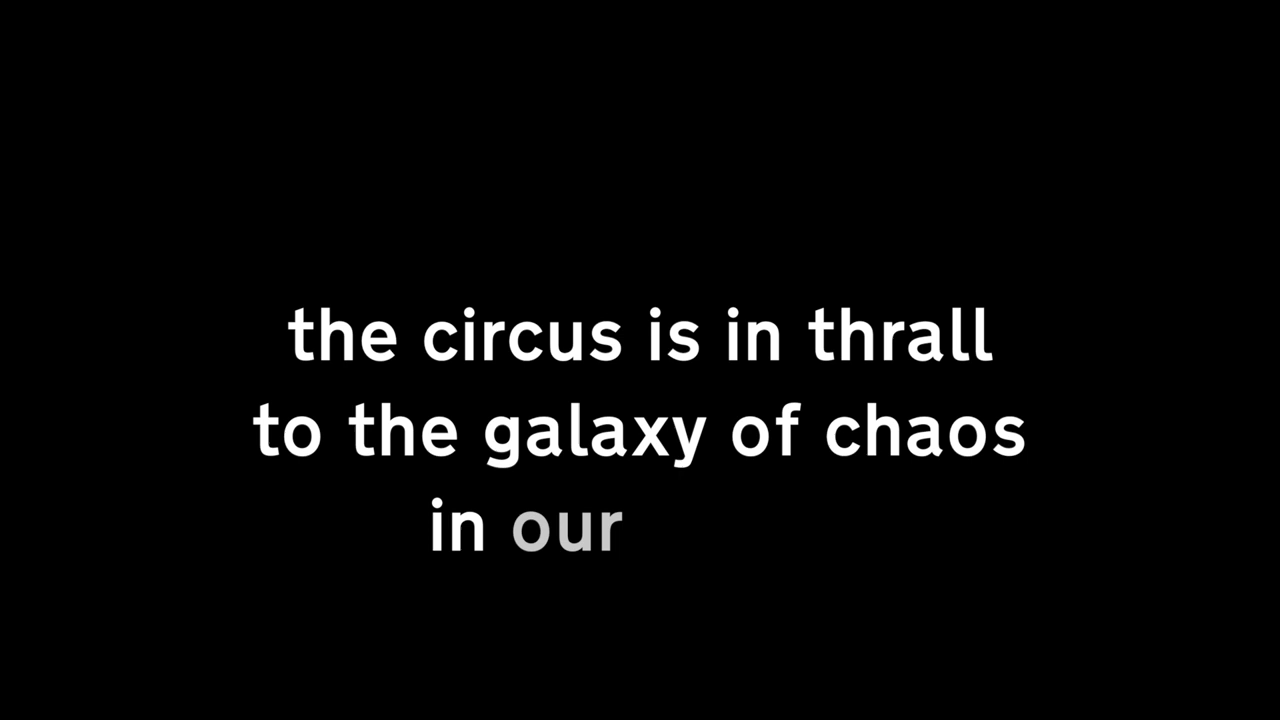 the circus is in thrall
to the galaxy of chaos
in our